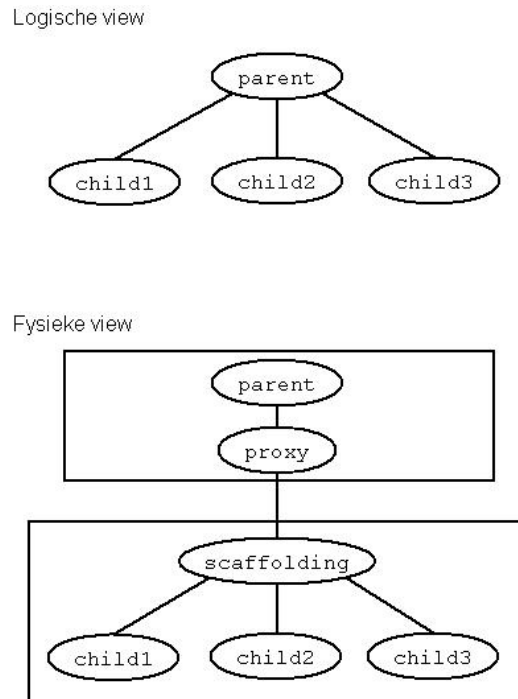 Logische view
parent
child1 child2 child3
Fysieke view
parent
proxy
scaffolding
child1 child2 child3